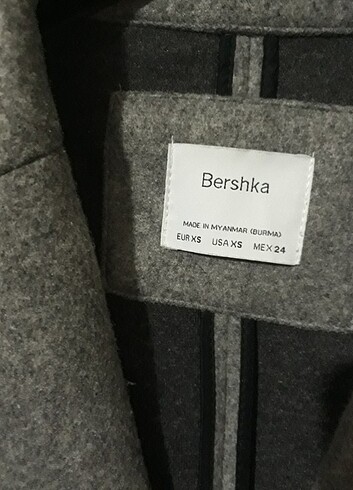 Bershka
MADE IN MYANMAR (BURMA)
EUR XS USA XS MEX 24